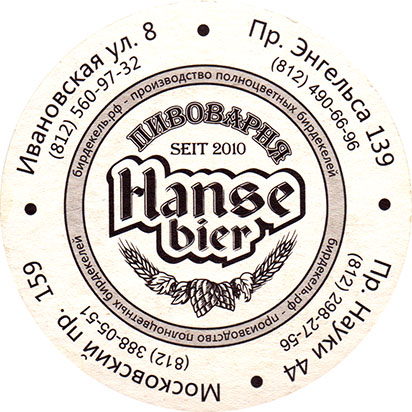 Ивановская ул. 8
(812) 560-97-32
Пр. Энгельса 139
(812) 490-66-96
Пр. Науки 44
(812) 298-27-56
Московский пр. 159
(812) 388-05-51
бирдекель.рф - производство полноцветных бирдекелей
бирдекель.рф - производство полноцветных бирдекелей
ПИВОВАРНЯ
SEIT 2010
Hanse
bier